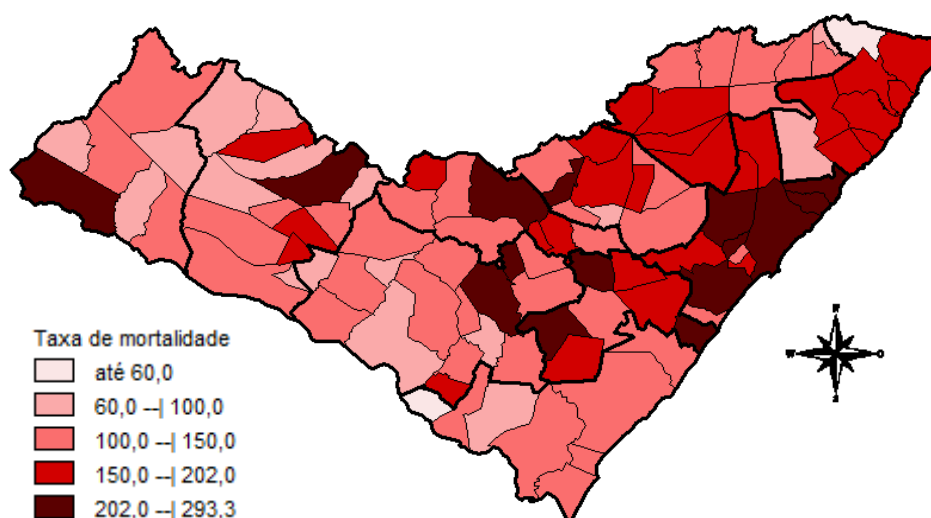 Taxa de mortalidade
até 60,0
60,0 --| 100,0
100,0 --| 150,0
150,0 --| 202,0
202,0 --| 293,3
W